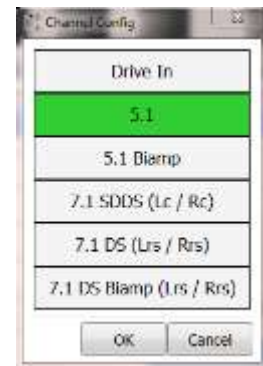 Channel Config
Drive In
5.1
5.1 Biamp
7.1 SDDS (Lc / Rc)
7.1 DS (Lrs / Rrs)
7.1 DS Biamp (Lrs / Rrs)
OK
Cancel